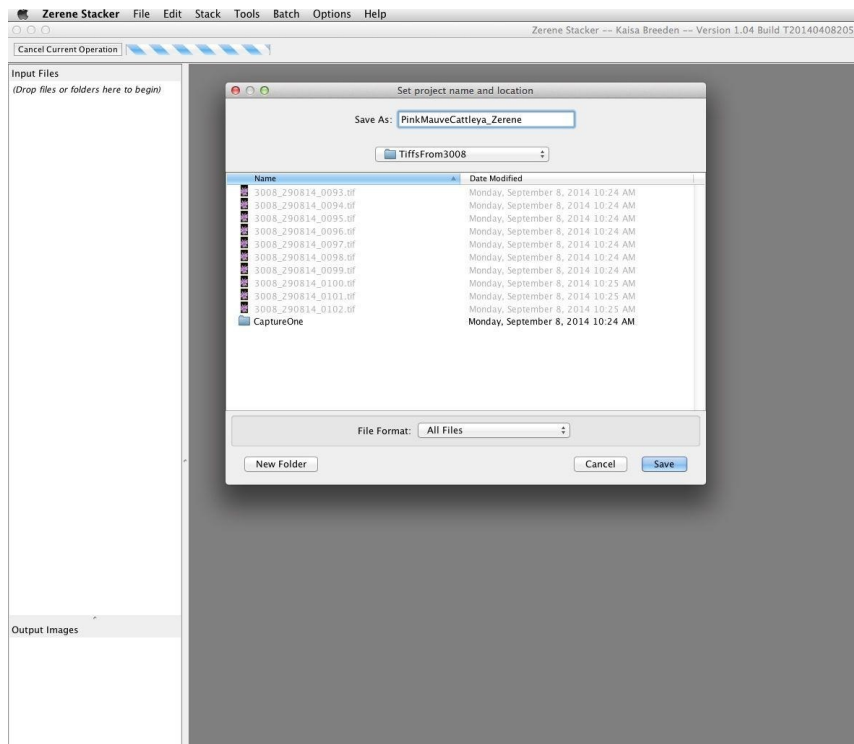 Zerene Stacker File Edit Stack Tools Batch Options Help
Zerene Stacker -- Kaisa Breeden -- Version 1.04 Build T20140408205
Cancel Current Operation
Input Files
(Drop files or folders here to begin)
Set project name and location
Save As: PinkMauveCattleya_Zerene
TiffsFrom3008
Name Date Modified
3008_290814_0093.tif Monday, September 8, 2014 10:24 AM
3008_290814_0094.tif Monday, September 8, 2014 10:24 AM
3008_290814_0095.tif Monday, September 8, 2014 10:24 AM
3008_290814_0096.tif Monday, September 8, 2014 10:24 AM
3008_290814_0097.tif Monday, September 8, 2014 10:24 AM
3008_290814_0098.tif Monday, September 8, 2014 10:24 AM
3008_290814_0099.tif Monday, September 8, 2014 10:24 AM
3008_290814_0100.tif Monday, September 8, 2014 10:25 AM
3008_290814_0101.tif Monday, September 8, 2014 10:25 AM
3008_290814_0102.tif Monday, September 8, 2014 10:25 AM
CaptureOne Monday, September 8, 2014 10:24 AM
File Format: All Files
New Folder Cancel Save
Output Images